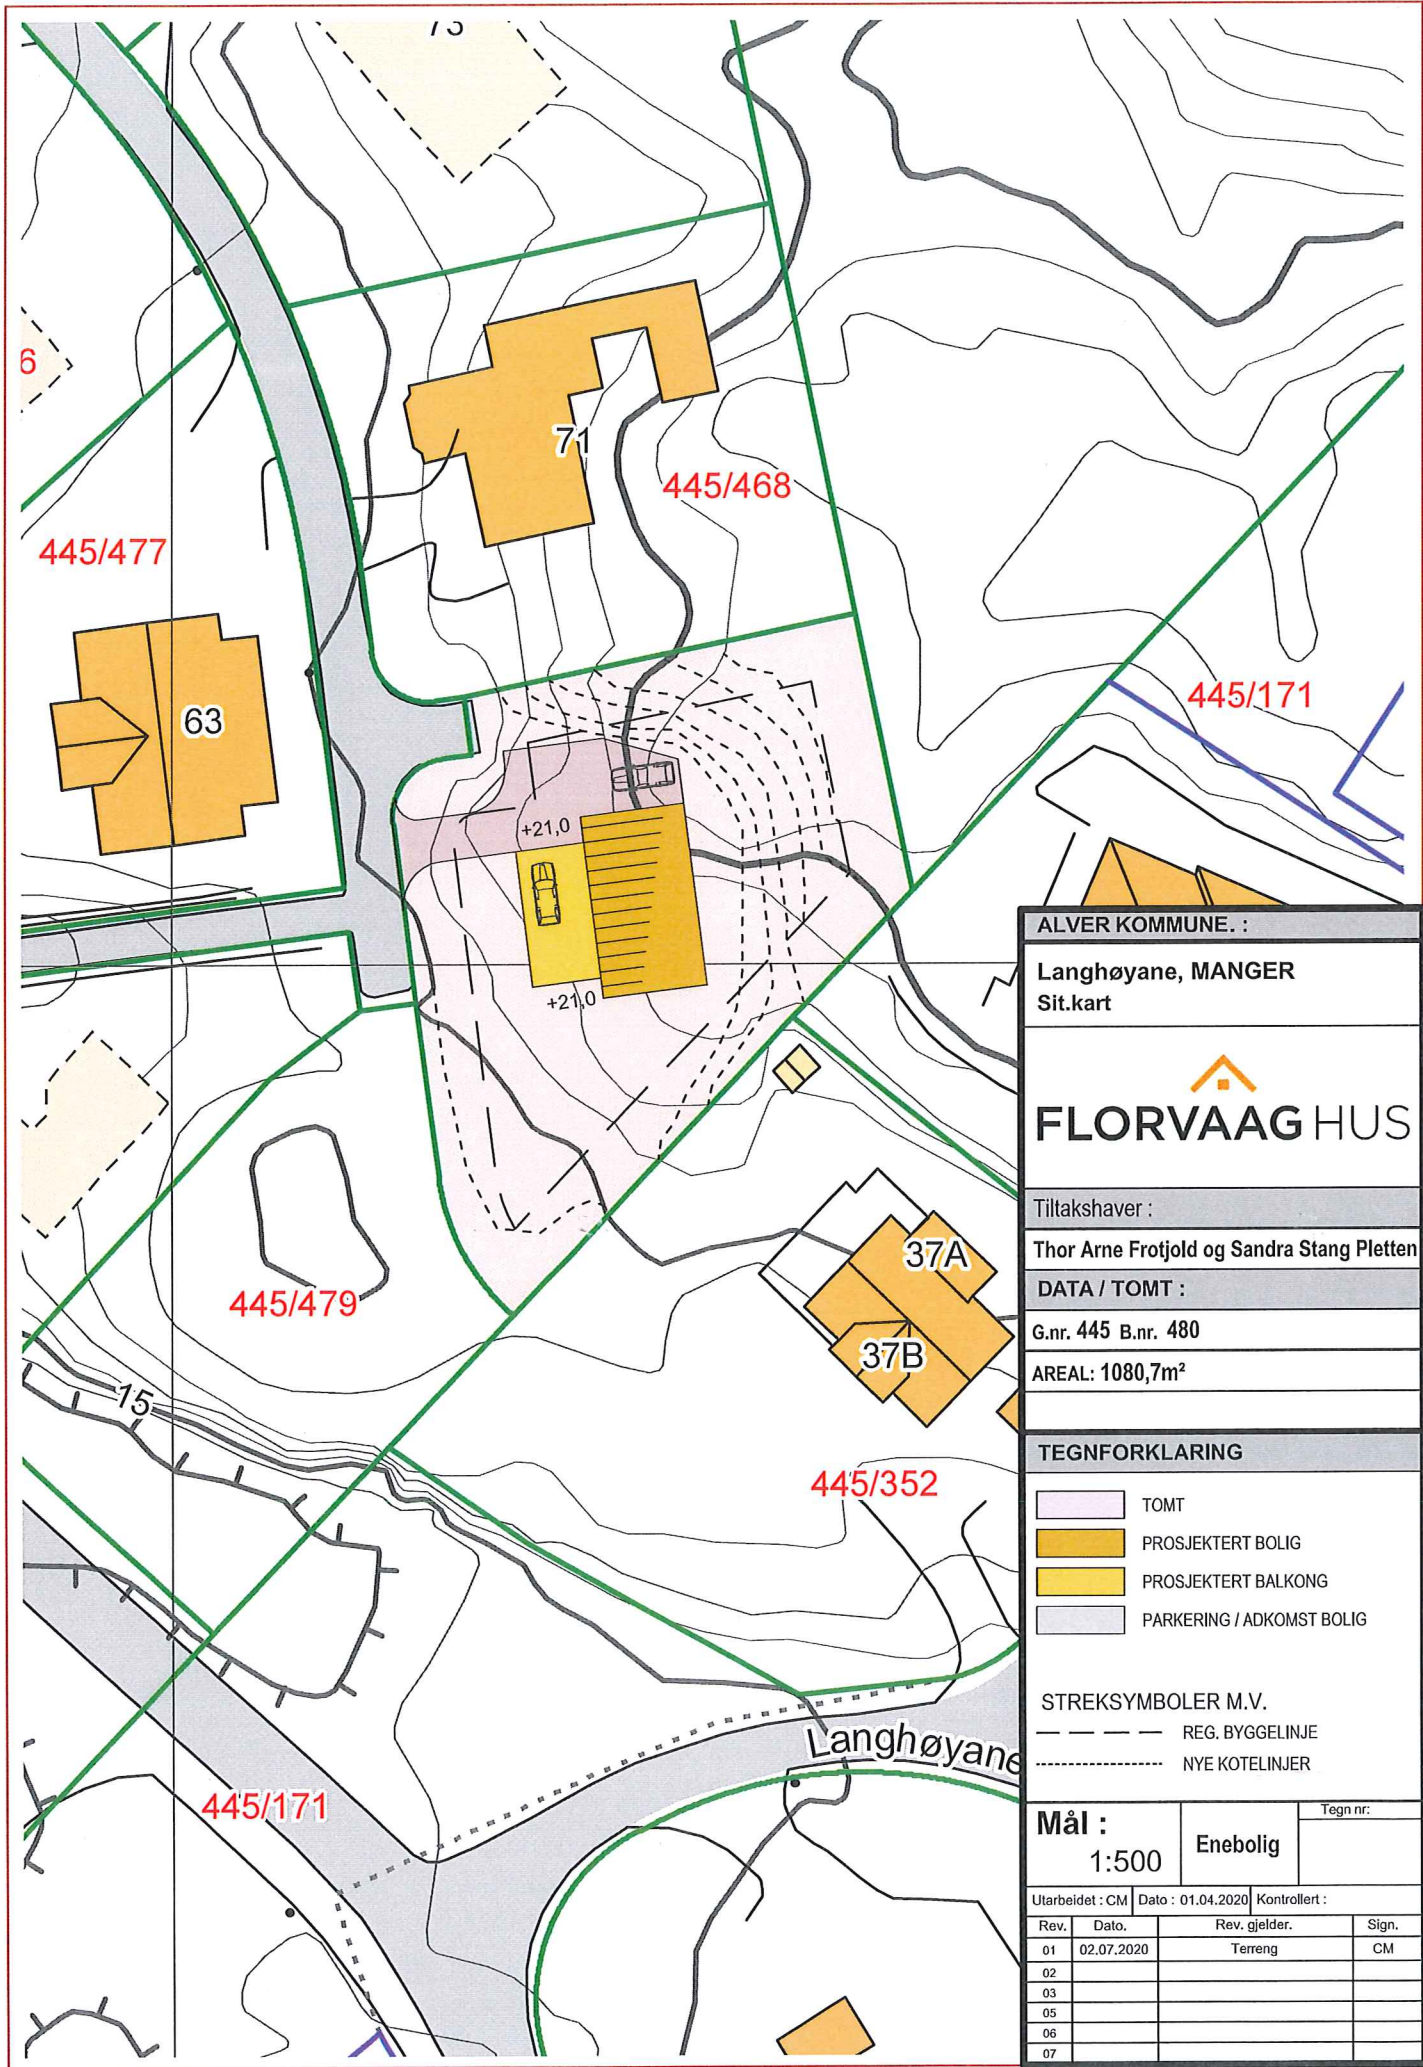 73
6
71
445/468
445/477
445/171
63
+21,0
+21,0
ALVER KOMMUNE. :
Langhøyane, MANGER
Sit.kart
FLORVAAG HUS
Tiltakshaver :
Thor Arne Frotjold og Sandra Stang Pletten
DATA / TOMT :
G.nr. 445 B.nr. 480
AREAL: 1080,7m²
37A
37B
445/479
15
445/352
TEGNFORKLARING
TOMT
PROSJEKTERT BOLIG
PROSJEKTERT BALKONG
PARKERING / ADKOMST BOLIG
STREKSYMBOLER M.V.
REG. BYGGELINJE
NYE KOTELINJER
Langhøyane
445/171
Mål :
1:500
Enebolig
Tegn nr:
Utarbeidet : CM Dato : 01.04.2020 Kontrollert :
Rev. Dato. Rev. gjelder. Sign.
01 02.07.2020 Terreng CM
02
03
05
06
07